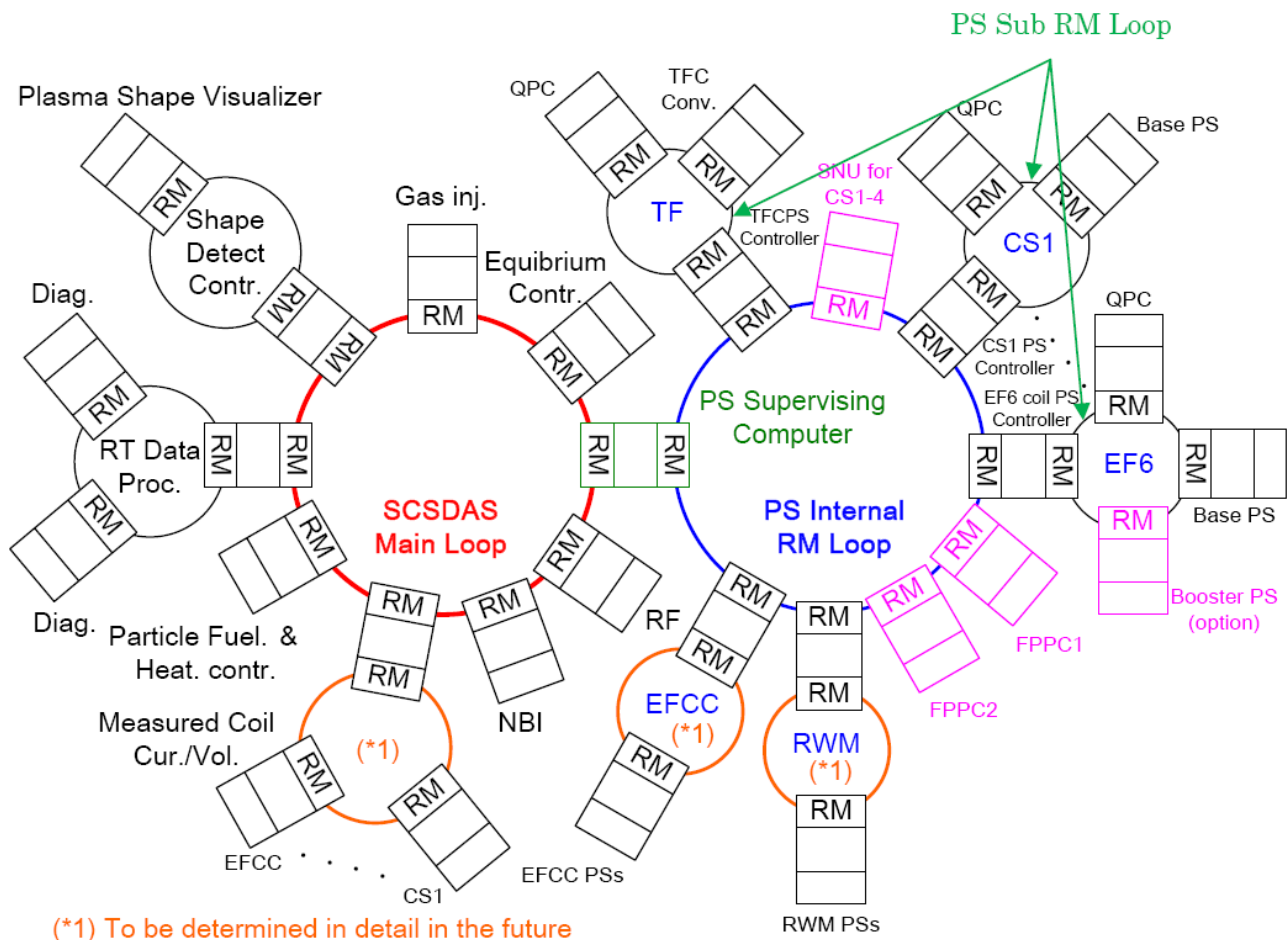 PS Sub RM Loop
Plasma Shape Visualizer
QPC
TFC
Conv.
QPC
Base PS
RM
RM
RM
RM
RM
Shape
Detect
Contr.
Gas inj.
TF
SNU for
CS1-4
TFCPS
Controller
CS1
Equibrium
Contr.
RM
RM
Diag.
RM
RM
RM
RM
RM
RM
RM
QPC
CS1 PS
Controller
EF6 coil PS
Controller
RM
RM
RM
PS Supervising
Computer
RT Data
Proc.
RM
RM
RM
RM
RM
RM
EF6
RM
Base PS
RM
SCSDAS
Main Loop
PS Internal
RM Loop
RM
RM
RM
RM
Booster PS
(option)
Diag.
Particle Fuel. &
Heat. contr.
RM
RM
RF
RM
RM
RM
FPPC1
RM
RM
RM
FPPC2
NBI
Measured Coil
Cur./Vol.
(*1)
EFCC
(*1)
RWM
(*1)
RM
RM
RM
RM
EFCC
CS1
EFCC PSs
RWM PSs
(*1) To be determined in detail in the future